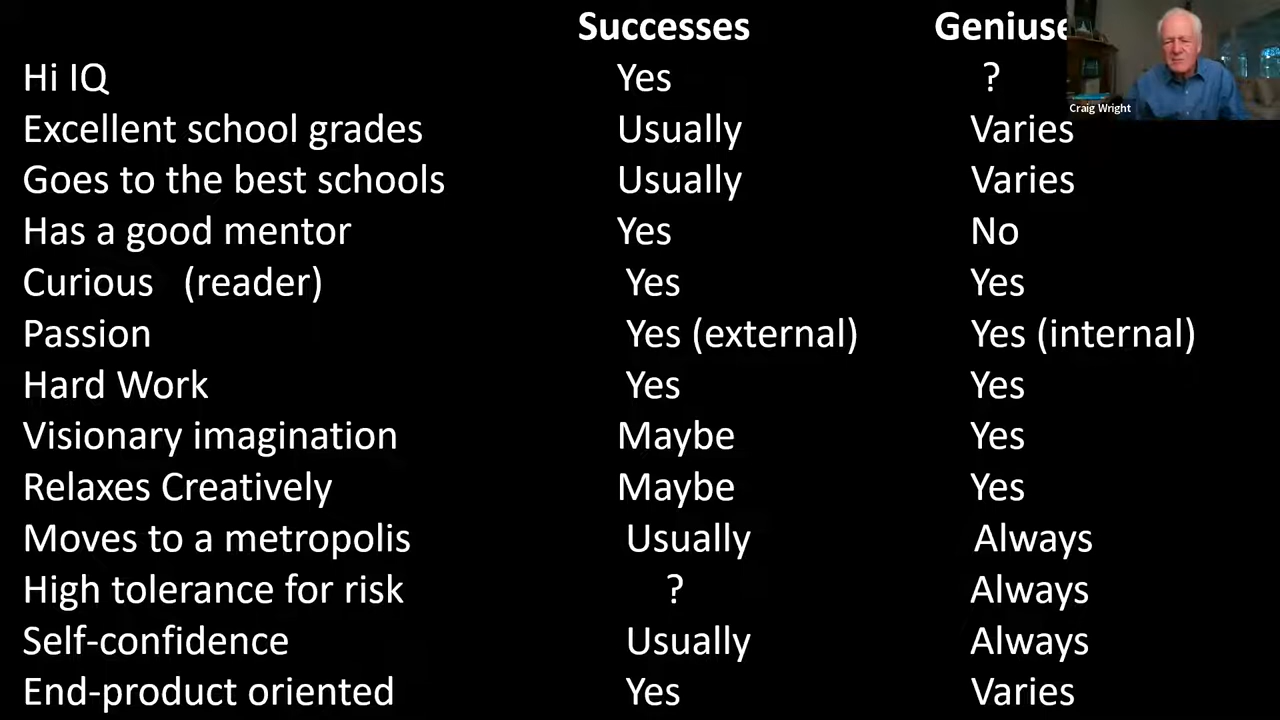 Successes Geniuse
Craig Wright
Hi IQ Yes ?
Excellent school grades Usually Varies
Goes to the best schools Usually Varies
Has a good mentor Yes No
Curious (reader) Yes Yes
Passion Yes (external) Yes (internal)
Hard Work Yes Yes
Visionary imagination Maybe Yes
Relaxes Creatively Maybe Yes
Moves to a metropolis Usually Always
High tolerance for risk ? Always
Self-confidence Usually Always
End-product oriented Yes Varies